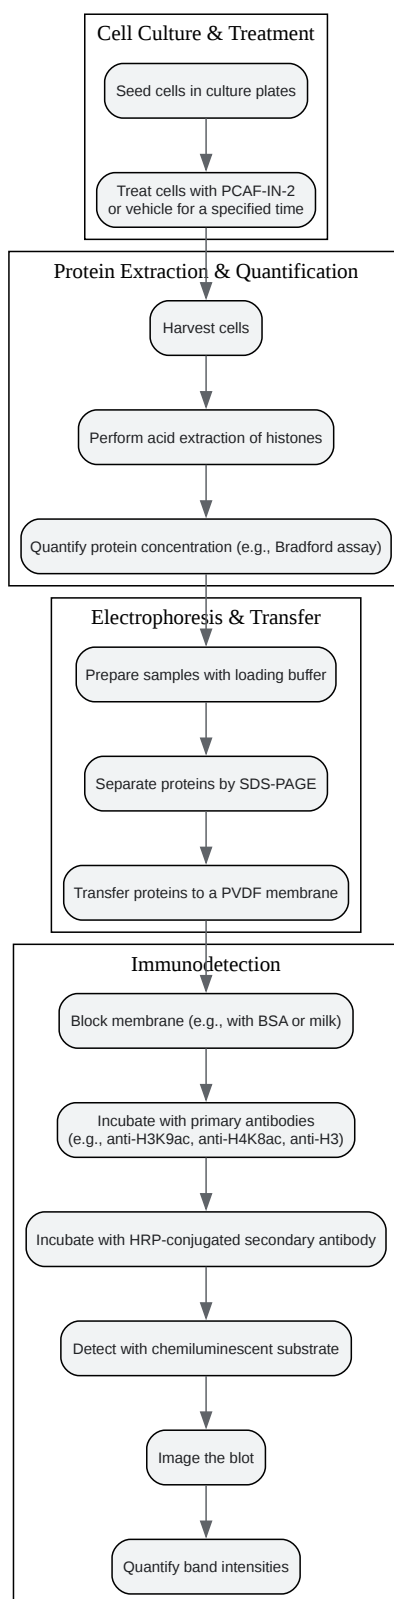 Cell Culture & Treatment
Seed cells in culture plates
Treat cells with PCAF-IN-2
or vehicle for a specified time
Protein Extraction & Quantification
Harvest cells
Perform acid extraction of histones
Quantify protein concentration (e.g., Bradford assay)
Electrophoresis & Transfer
Prepare samples with loading buffer
Separate proteins by SDS-PAGE
Transfer proteins to a PVDF membrane
Immunodetection
Block membrane (e.g., with BSA or milk)
Incubate with primary antibodies
(e.g., anti-H3K9ac, anti-H4K8ac, anti-H3)
Incubate with HRP-conjugated secondary antibody
Detect with chemiluminescent substrate
Image the blot
Quantify band intensities